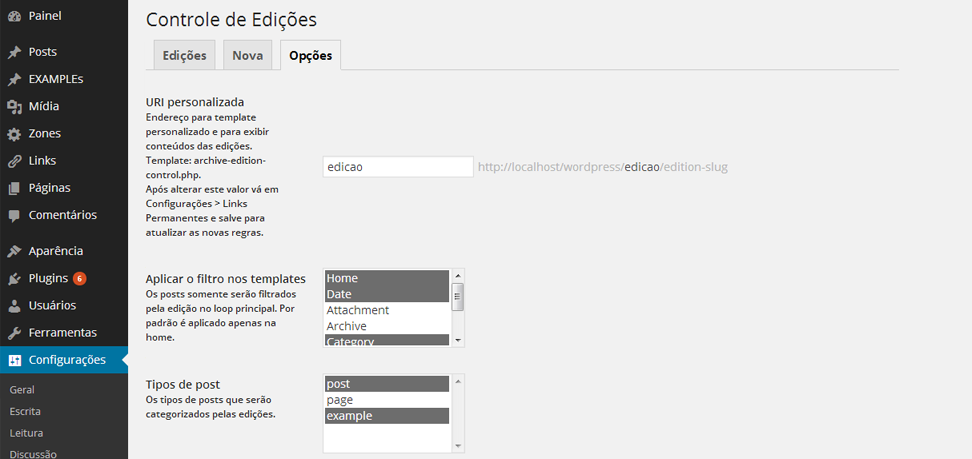 Painel
Posts
EXAMPLEs
Mídia
Zones
Links
Páginas
Comentários
Aparência
Plugins 6
Usuários
Ferramentas
Configurações
Geral
Escrita
Leitura
Discussão
Controle de Edições
Edições Nova Opções
URI personalizada
Endereço para template
personalizado e para exibir
conteúdos das edições.
Template: archive-edition-
control.php.
Após alterar este valor vá em
Configurações > Links
Permanentes e salve para
atualizar as novas regras.
edicao http://localhost/wordpress/edicao/edition-slug
Aplicar o filtro nos templates
Os posts somente serão filtrados
pela edição no loop principal. Por
padrão é aplicado apenas na
home.
Home
Date
Attachment
Archive
Category
Tipos de post
Os tipos de posts que serão
categorizados pelas edições.
post
page
example